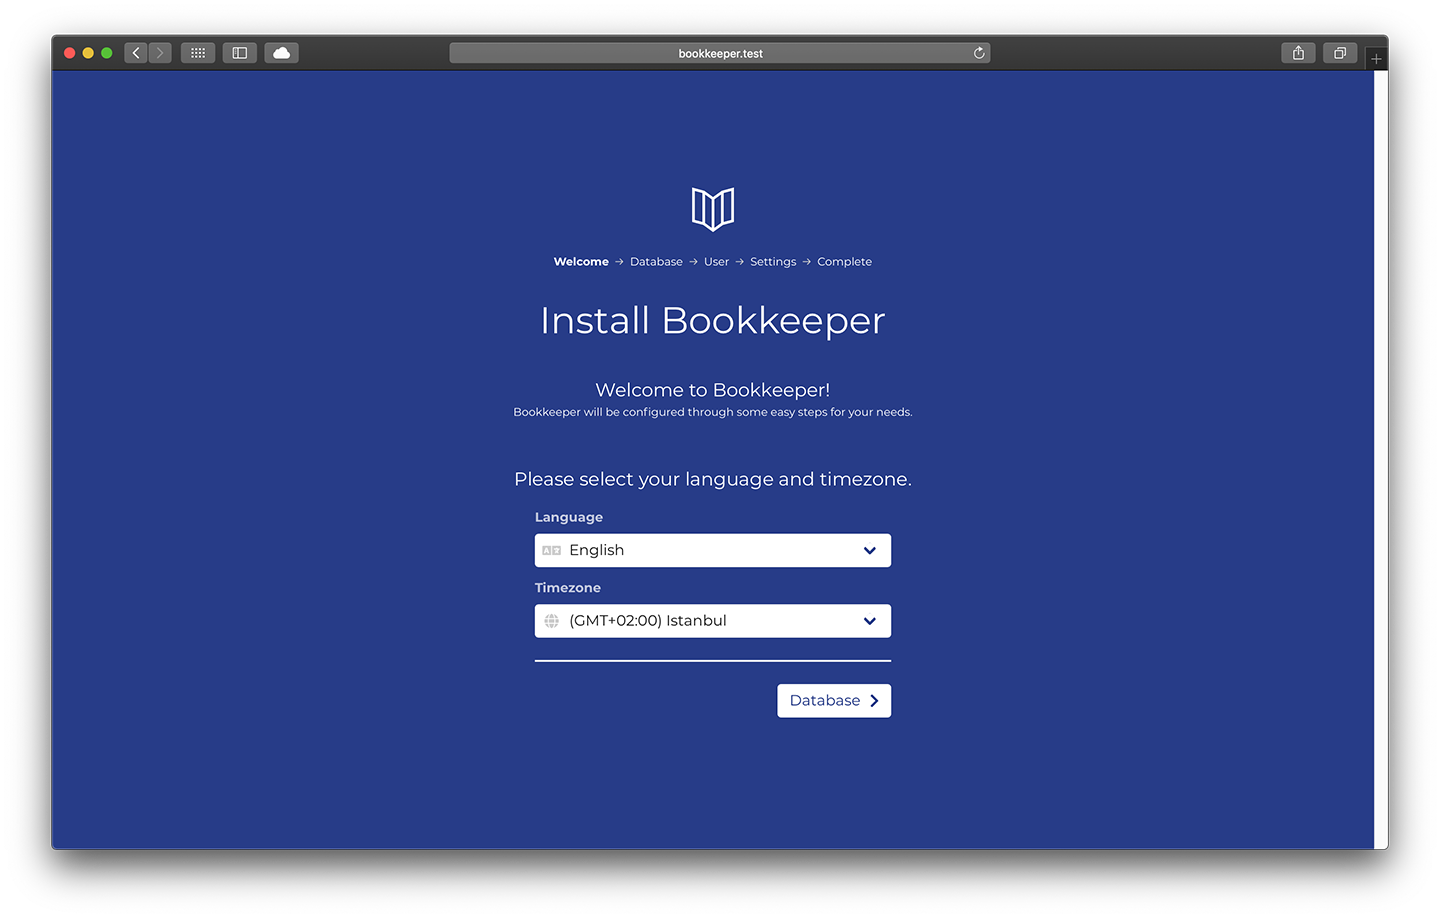 bookkeeper.test
Welcome → Database → User → Settings → Complete
Install Bookkeeper
Welcome to Bookkeeper!
Bookkeeper will be configured through some easy steps for your needs.
Please select your language and timezone.
Language
English
Timezone
(GMT+02:00) Istanbul
Database